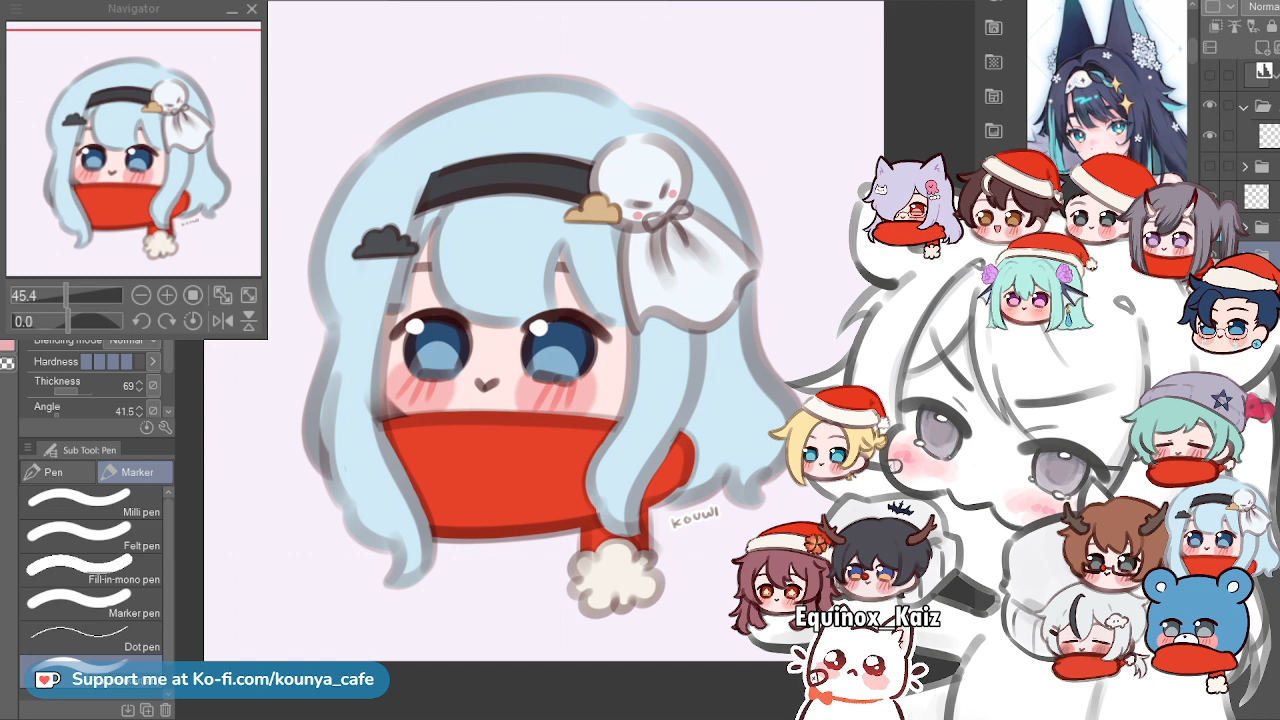 Navigator
Norma
45.4
0.0
Blending mode Normal
Hardness
Thickness 69
Angle 41.5
Sub Tool: Pen
Pen Marker
Milli pen
Felt pen
Fill-in-mono pen
Marker pen
Dot pen
Support me at Ko-fi.com/kounya_cafe
KOUWI
Equinox_Kaiz